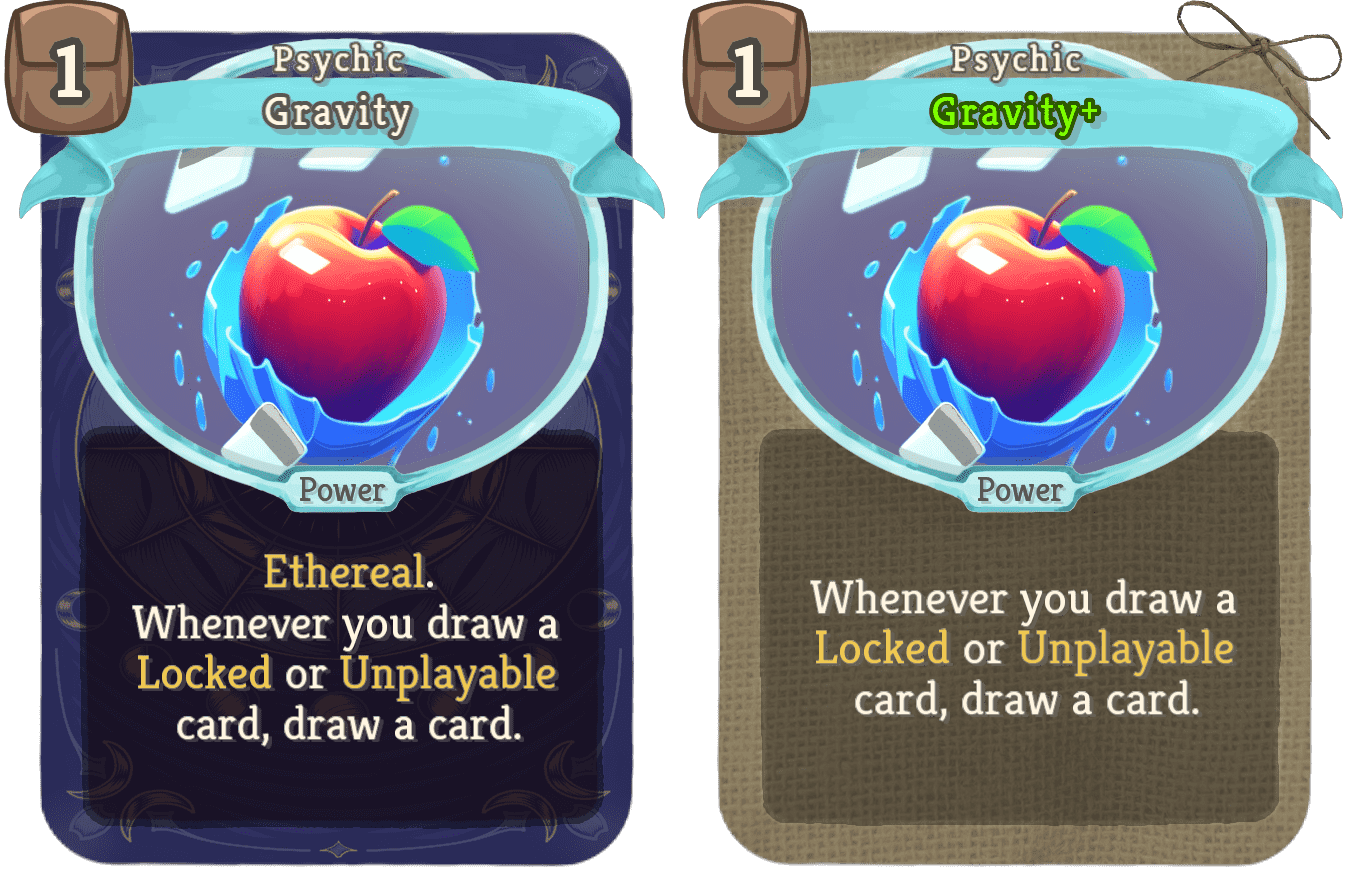 1
Psychic
Gravity
Power
Ethereal.
Whenever you draw a
Locked or Unplayable
card, draw a card.
1
Psychic
Gravity+
Power
Whenever you draw a
Locked or Unplayable
card, draw a card.